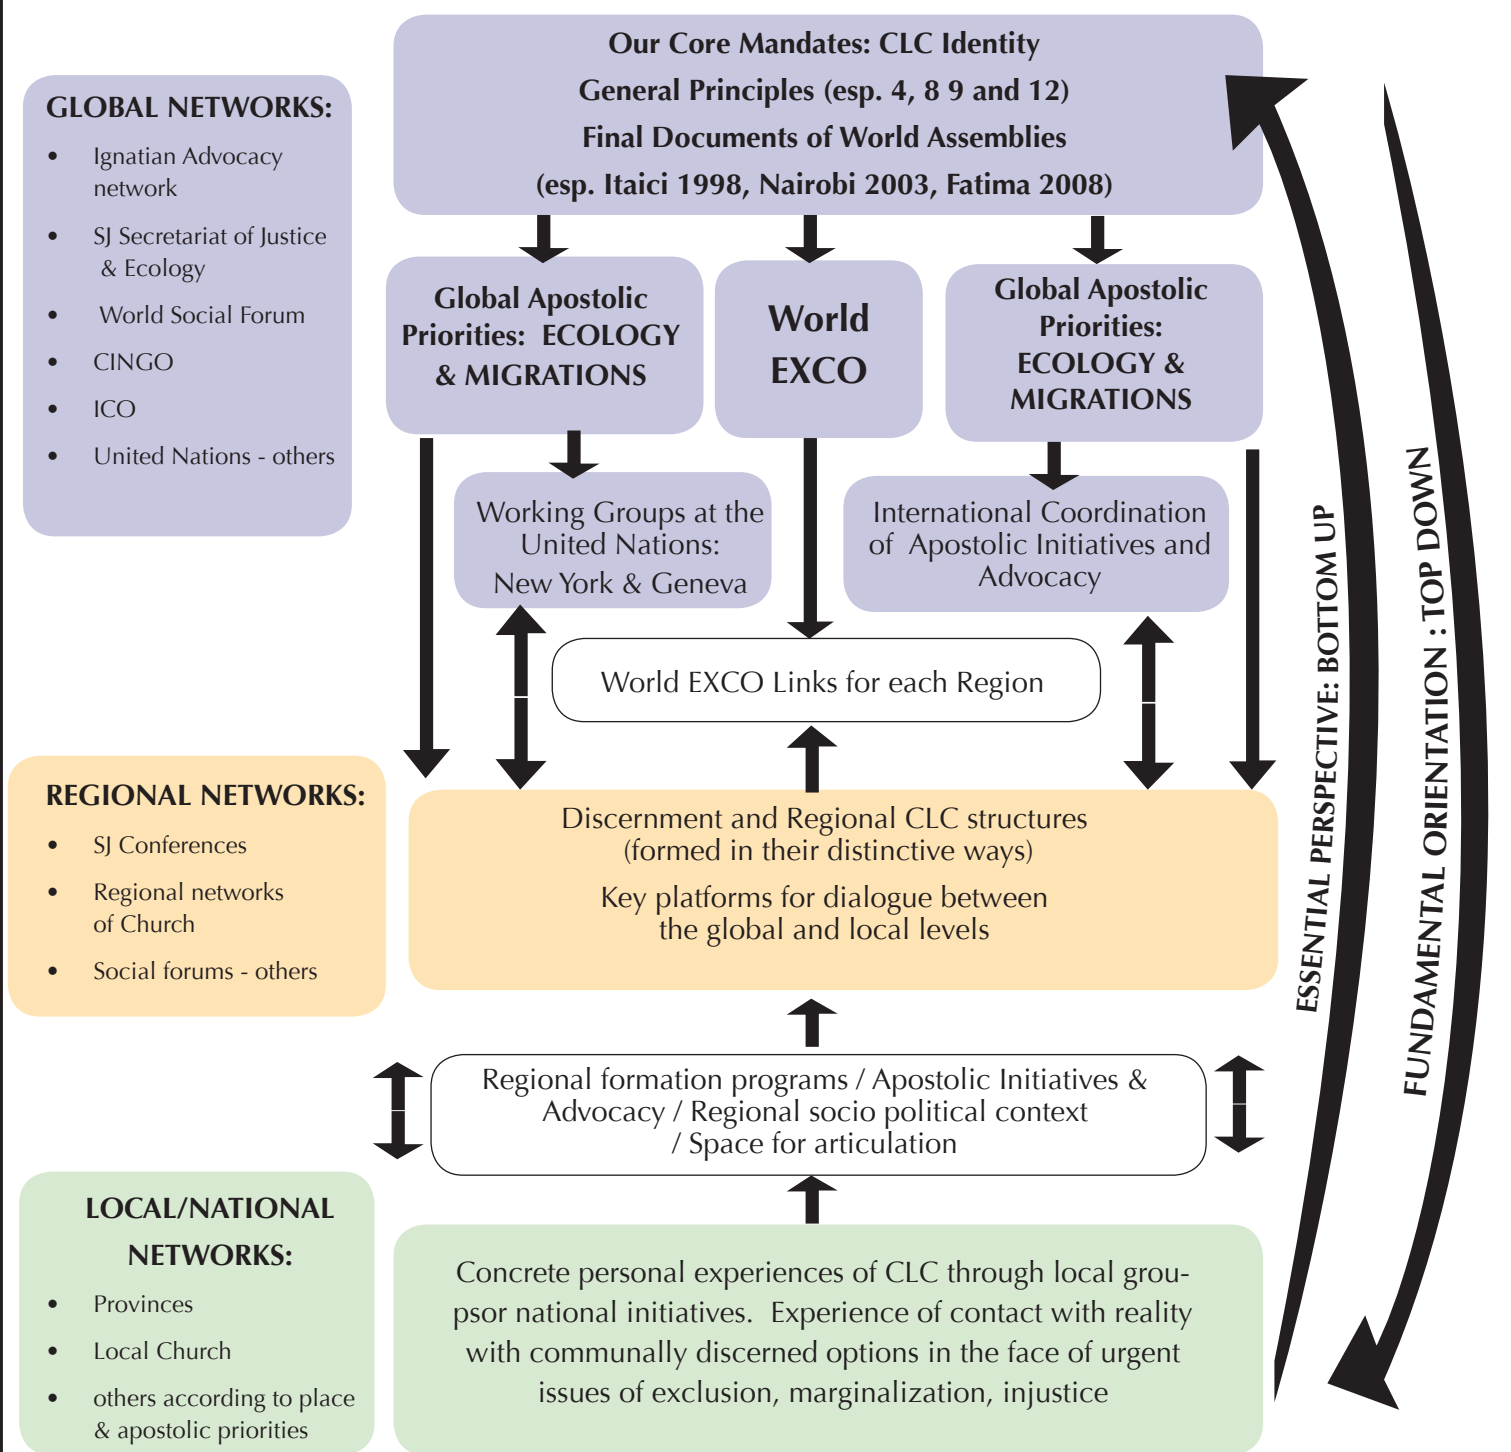 Our Core Mandates: CLC Identity
General Principles (esp. 4, 8 9 and 12)
Final Documents of World Assemblies
(esp. Itaici 1998, Nairobi 2003, Fatima 2008)
GLOBAL NETWORKS:
• Ignatian Advocacy
network
• SJ Secretariat of Justice
& Ecology
• World Social Forum
• CINGO
• ICO
• United Nations - others
Global Apostolic
Priorities: ECOLOGY
& MIGRATIONS
World
EXCO
Global Apostolic
Priorities:
ECOLOGY &
MIGRATIONS
Working Groups at the
United Nations:
New York & Geneva
International Coordination
of Apostolic Initiatives and
Advocacy
World EXCO Links for each Region
REGIONAL NETWORKS:
• SJ Conferences
• Regional networks
of Church
• Social forums - others
Discernment and Regional CLC structures
(formed in their distinctive ways)
Key platforms for dialogue between
the global and local levels
Regional formation programs / Apostolic Initiatives &
Advocacy / Regional socio political context
/ Space for articulation
LOCAL/NATIONAL
NETWORKS:
• Provinces
• Local Church
• others according to place
& apostolic priorities
Concrete personal experiences of CLC through local grou-
psor national initiatives. Experience of contact with reality
with communally discerned options in the face of urgent
issues of exclusion, marginalization, injustice
ESSENTIAL PERSPECTIVE: BOTTOM UP
FUNDAMENTAL ORIENTATION : TOP DOWN